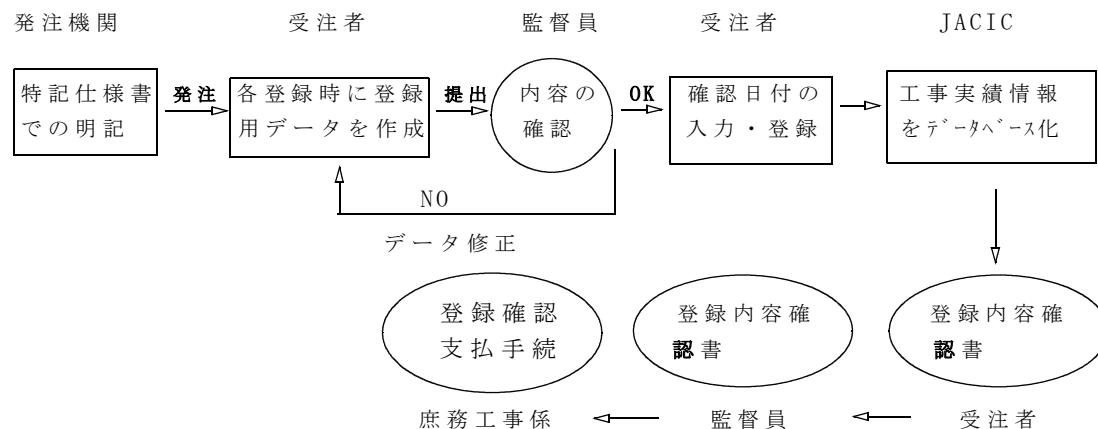 発注機関
受注者
監督員
受注者
JACIC
特記仕様書
での明記
発注
各登録時に登録
用データを作成
提出
内容の
確認
OK
確認日付の
入力・登録
工事実績情報
をﾃﾞｰﾀﾍﾞｰｽ化
NO
データ修正
登録確認
支払手続
登録内容確
認書
登録内容確
認書
庶務工事係
監督員
受注者